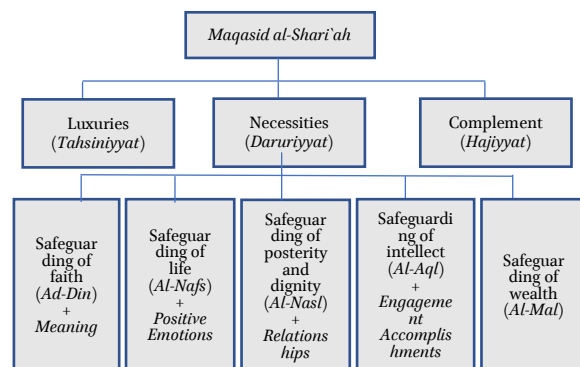 Maqasid al-Shari`ah
Luxuries
(Tahsiniyyat)
Necessities
(Daruriyyat)
Complement
(Hajiyyat)
Safeguar
ding of
faith
(Ad-Din)
+
Meaning
Safeguar
ding of
life
(Al-Nafs)
+
Positive
Emotions
Safeguar
ding of
posterity
and
dignity
(Al-Nasl)
+
Relations
hips
Safeguardi
ng of
intellect
(Al-Aql)
+
Engageme
nt
Accomplis
hments
Safeguar
ding of
wealth
(Al-Mal)